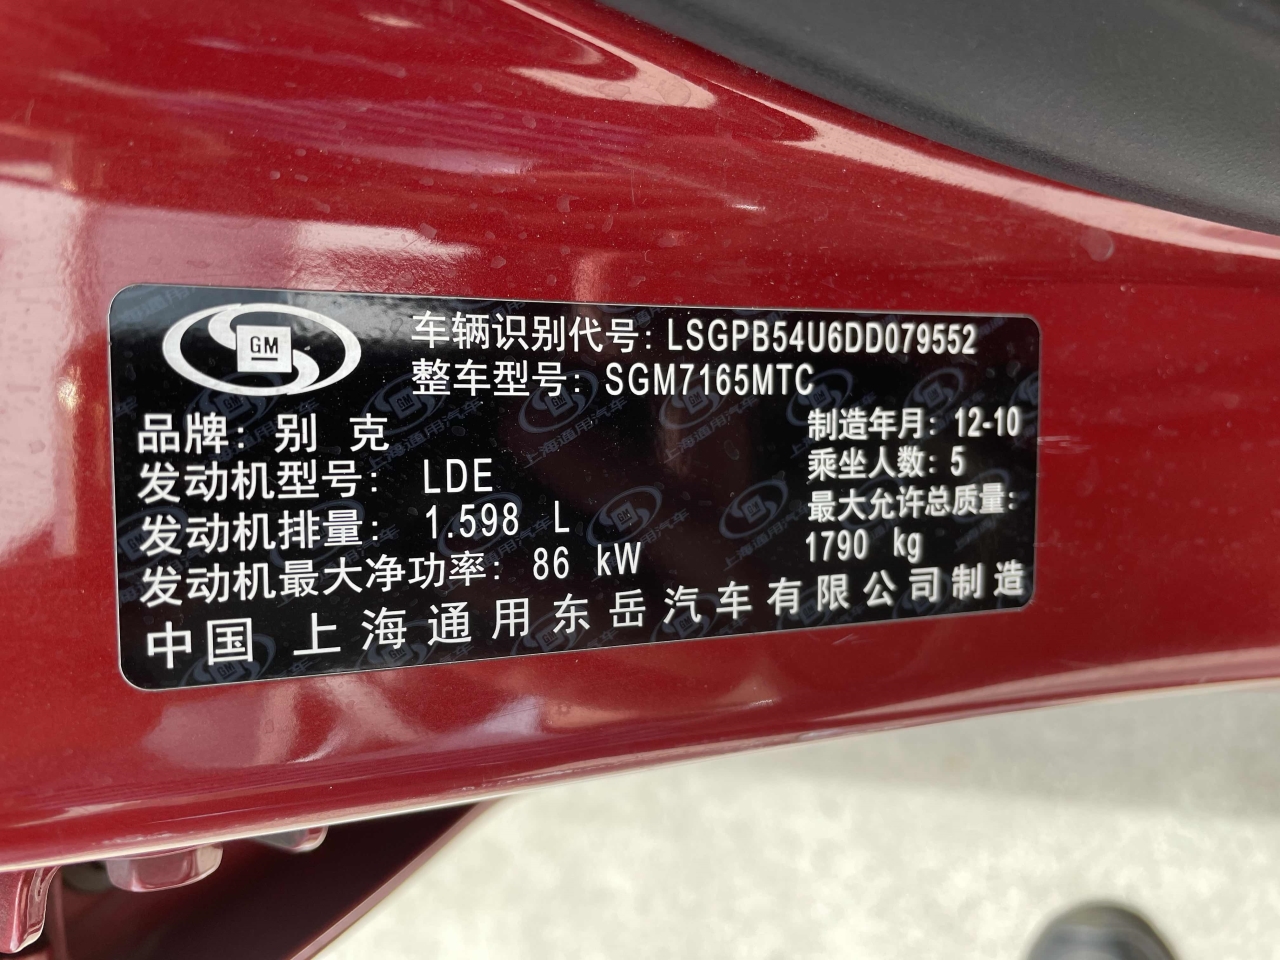 GM
车辆识别代号: LSGPB54U6DD079552
整车型号: SGM7165MTC
品牌: 别 克
制造年月: 12-10
发动机型号: LDE
乘坐人数: 5
发动机排量: 1.598 L
最大允许总质量:
1790 kg
发动机最大净功率: 86 kW
中国 上海通用东岳汽车有限公司制造